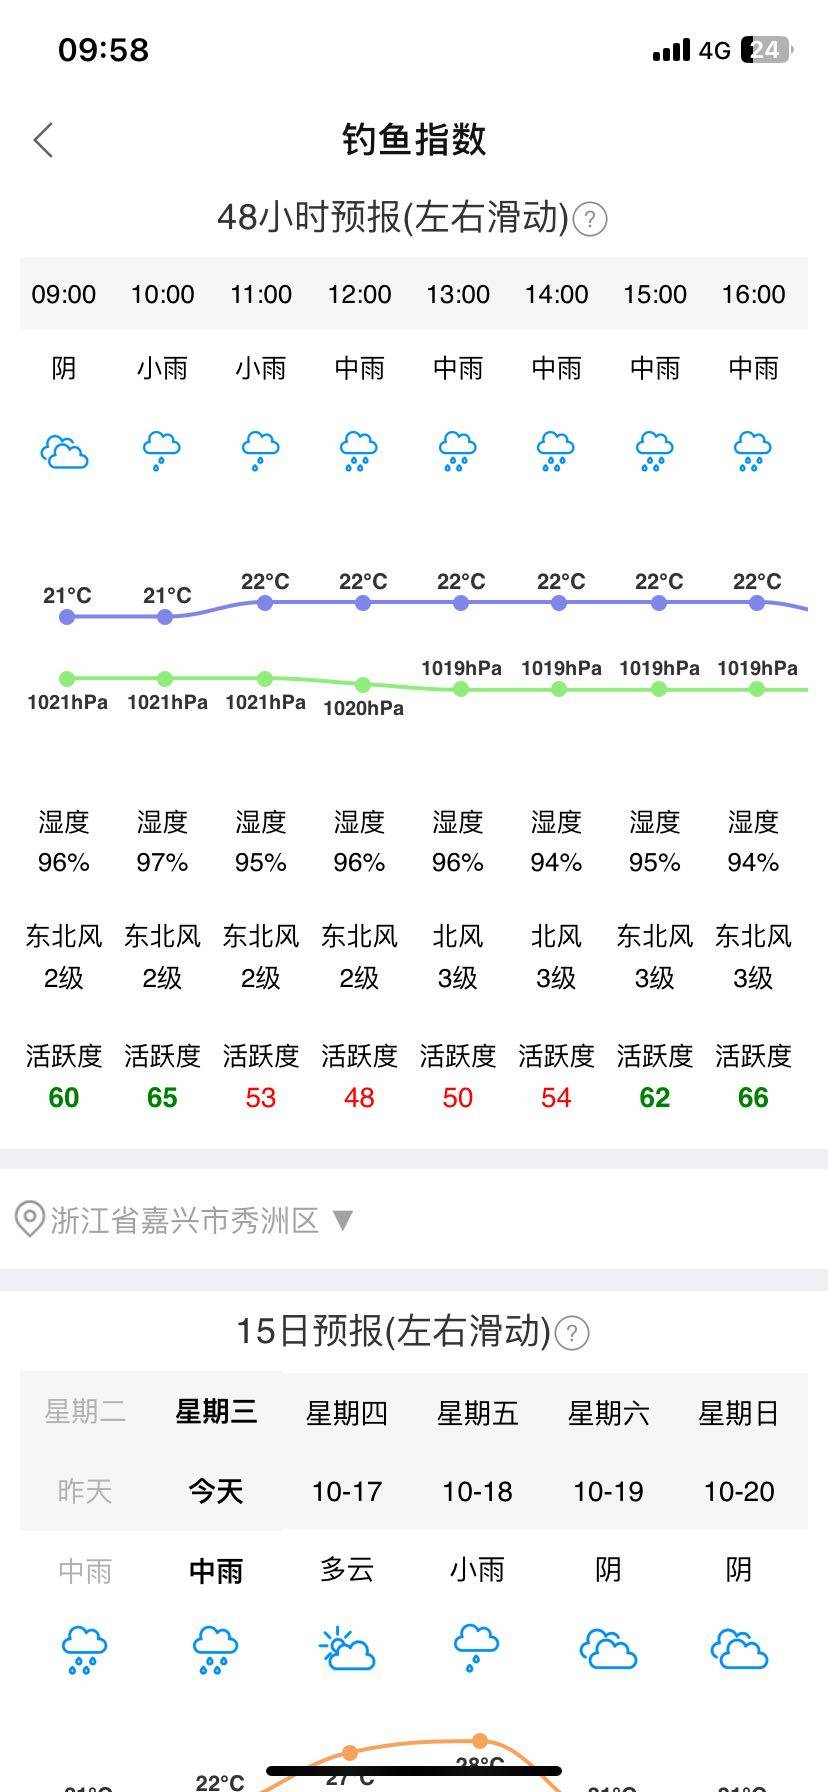 09:58 4G 24
钓鱼指数
48小时预报(左右滑动)?
09:00 10:00 11:00 12:00 13:00 14:00 15:00 16:00
阴 小雨 小雨 中雨 中雨 中雨 中雨 中雨
21°C 21°C 22°C 22°C 22°C 22°C 22°C 22°C
1021hPa 1021hPa 1021hPa 1020hPa 1019hPa 1019hPa 1019hPa 1019hPa
湿度 湿度 湿度 湿度 湿度 湿度 湿度 湿度
96% 97% 95% 96% 96% 94% 95% 94%
东北风 东北风 东北风 东北风 北风 北风 东北风 东北风
2级 2级 2级 2级 3级 3级 3级 3级
活跃度 活跃度 活跃度 活跃度 活跃度 活跃度 活跃度 活跃度
60 65 53 48 50 54 62 66
浙江省嘉兴市秀洲区 ▼
15日预报(左右滑动)?
星期二 星期三 星期四 星期五 星期六 星期日
昨天 今天 10-17 10-18 10-19 10-20
中雨 中雨 多云 小雨 阴 阴
22°C 27°C 28°C